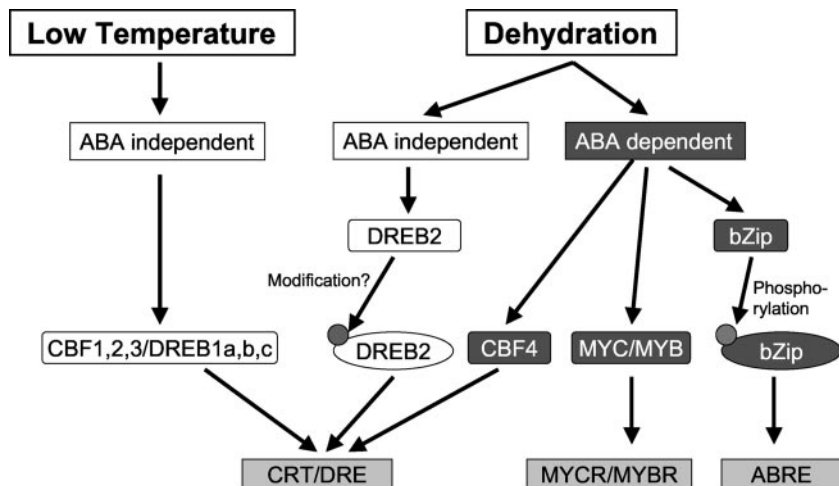 Low Temperature
Dehydration
ABA independent
ABA independent
ABA dependent
DREB2
bZip
Modification?
Phospho-
rylation
CBF1,2,3/DREB1a,b,c
DREB2
CBF4
MYC/MYB
bZip
CRT/DRE
MYCR/MYBR
ABRE